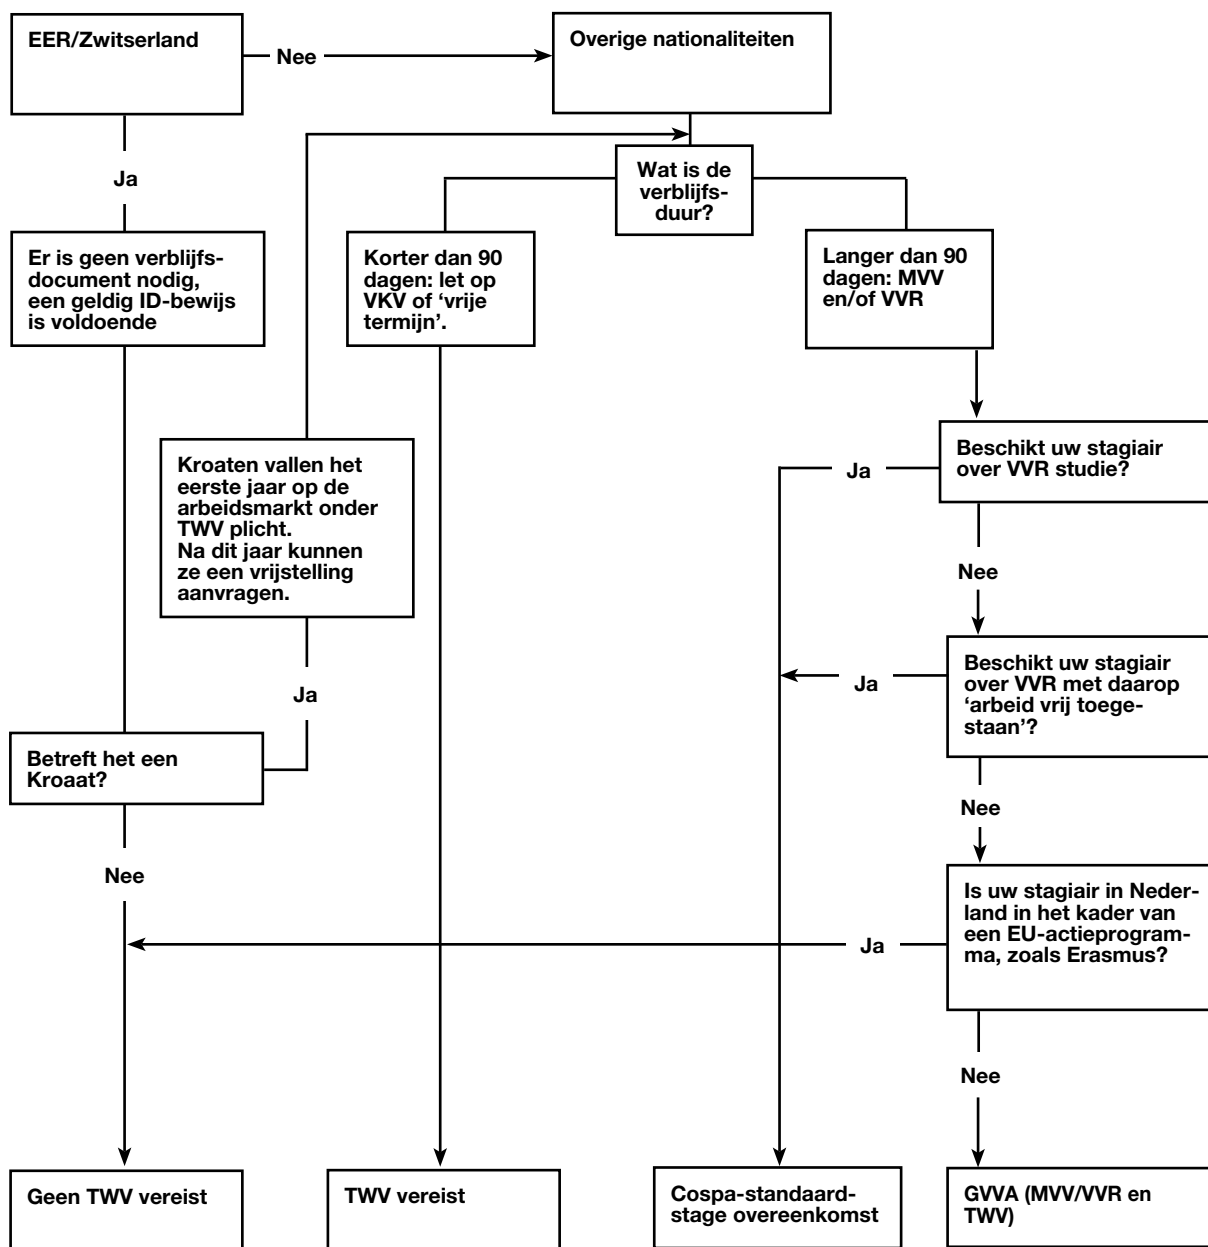 EER/Zwitserland
Nee
Overige nationaliteiten
Ja
Wat is de
verblijfs-
duur?
Er is geen verblijfs-
document nodig,
een geldig ID-bewijs
is voldoende
Korter dan 90
dagen: let op
VKV of ‘vrije
termijn’.
Langer dan 90
dagen: MVV
en/of VVR
Kroaten vallen het
eerste jaar op de
arbeidsmarkt onder
TWV plicht.
Na dit jaar kunnen
ze een vrijstelling
aanvragen.
Ja
Beschikt uw stagiair
over VVR studie?
Nee
Ja
Ja
Beschikt uw stagiair
over VVR met daarop
‘arbeid vrij toege-
staan’?
Betreft het een
Kroaat?
Nee
Nee
Ja
Is uw stagiair in Neder-
land in het kader van
een EU-actieprogram-
ma, zoals Erasmus?
Nee
Geen TWV vereist
TWV vereist
Cospa-standaard-
stage overeenkomst
GVVA (MVV/VVR en
TWV)